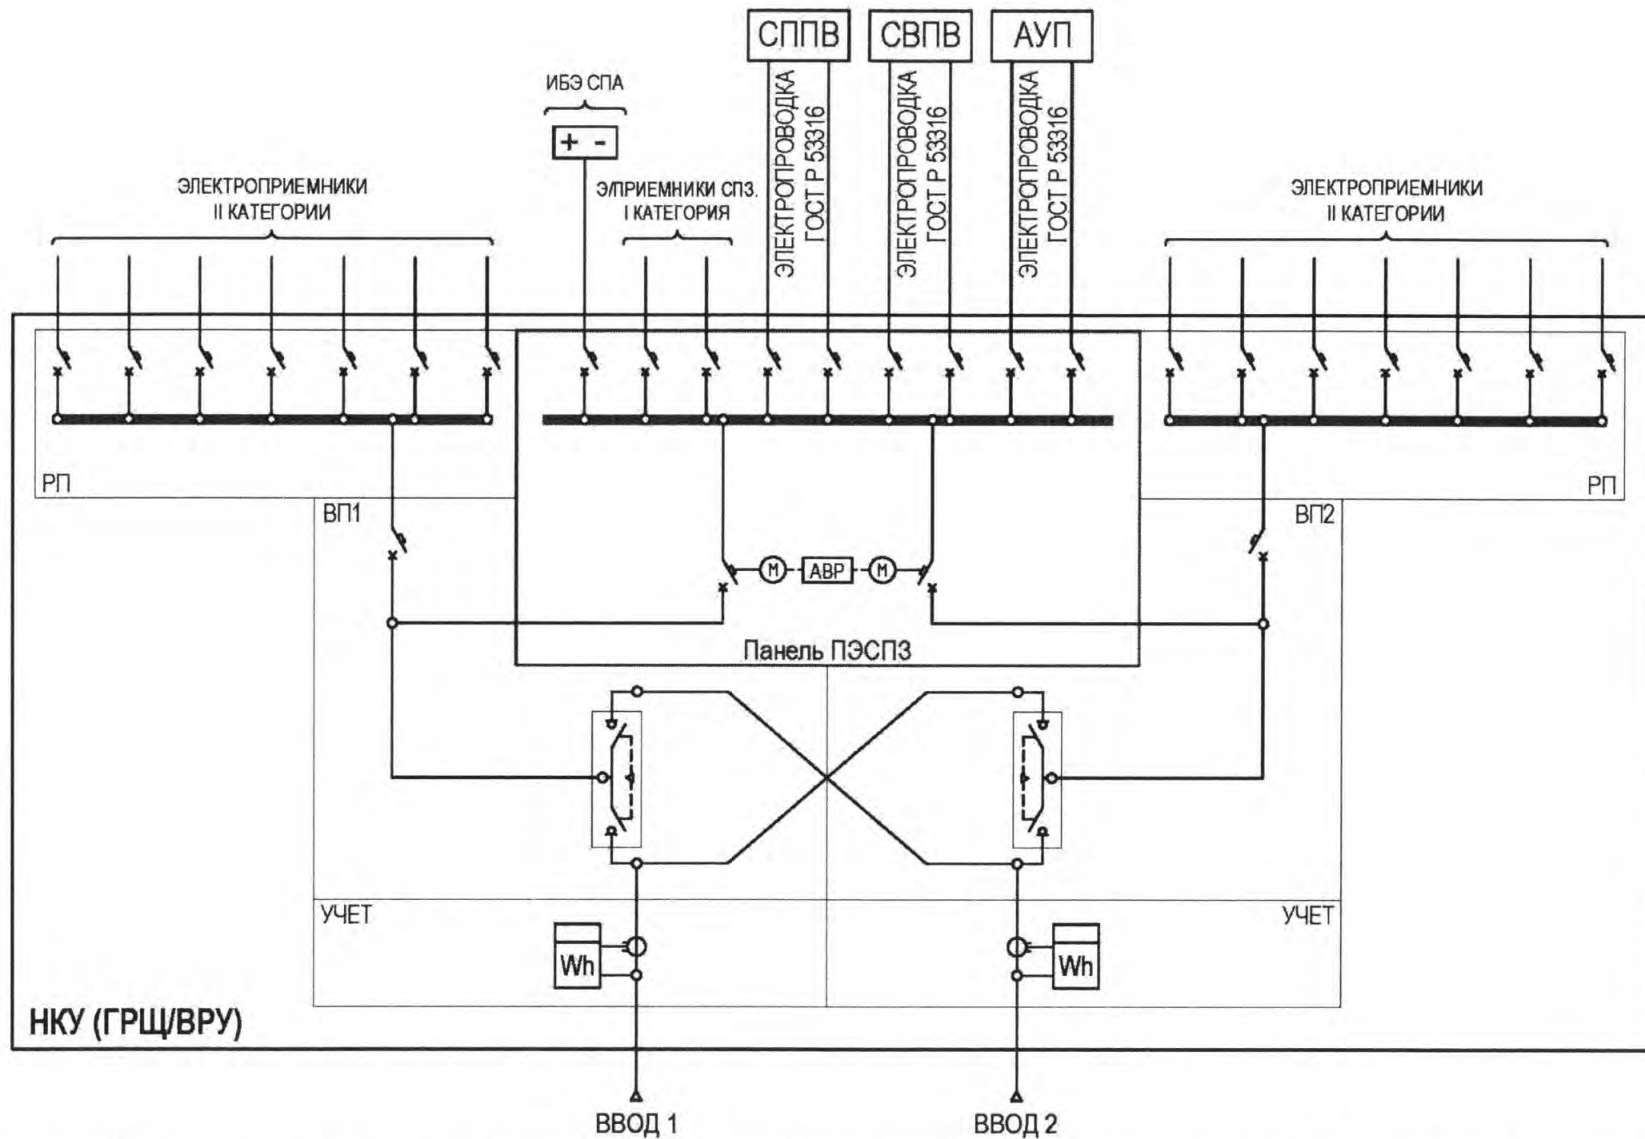 СППВ
СВПВ
АУП
ИБЭ СПА
+ -
ЭЛЕКТРОПРОВОДКА
ГОСТ Р 53316
ЭЛЕКТРОПРОВОДКА
ГОСТ Р 53316
ЭЛЕКТРОПРОВОДКА
ГОСТ Р 53316
ЭЛЕКТРОПРИЕМНИКИ
II КАТЕГОРИИ
Э/ПРИЕМНИКИ СПЗ.
I КАТЕГОРИЯ
ЭЛЕКТРОПРИЕМНИКИ
II КАТЕГОРИИ
РП
РП
ВП1
ВП2
М
АВР
М
Панель ПЭСПЗ
УЧЕТ
УЧЕТ
Wh
Wh
НКУ (ГРЩ/ВРУ)
ВВОД 1
ВВОД 2